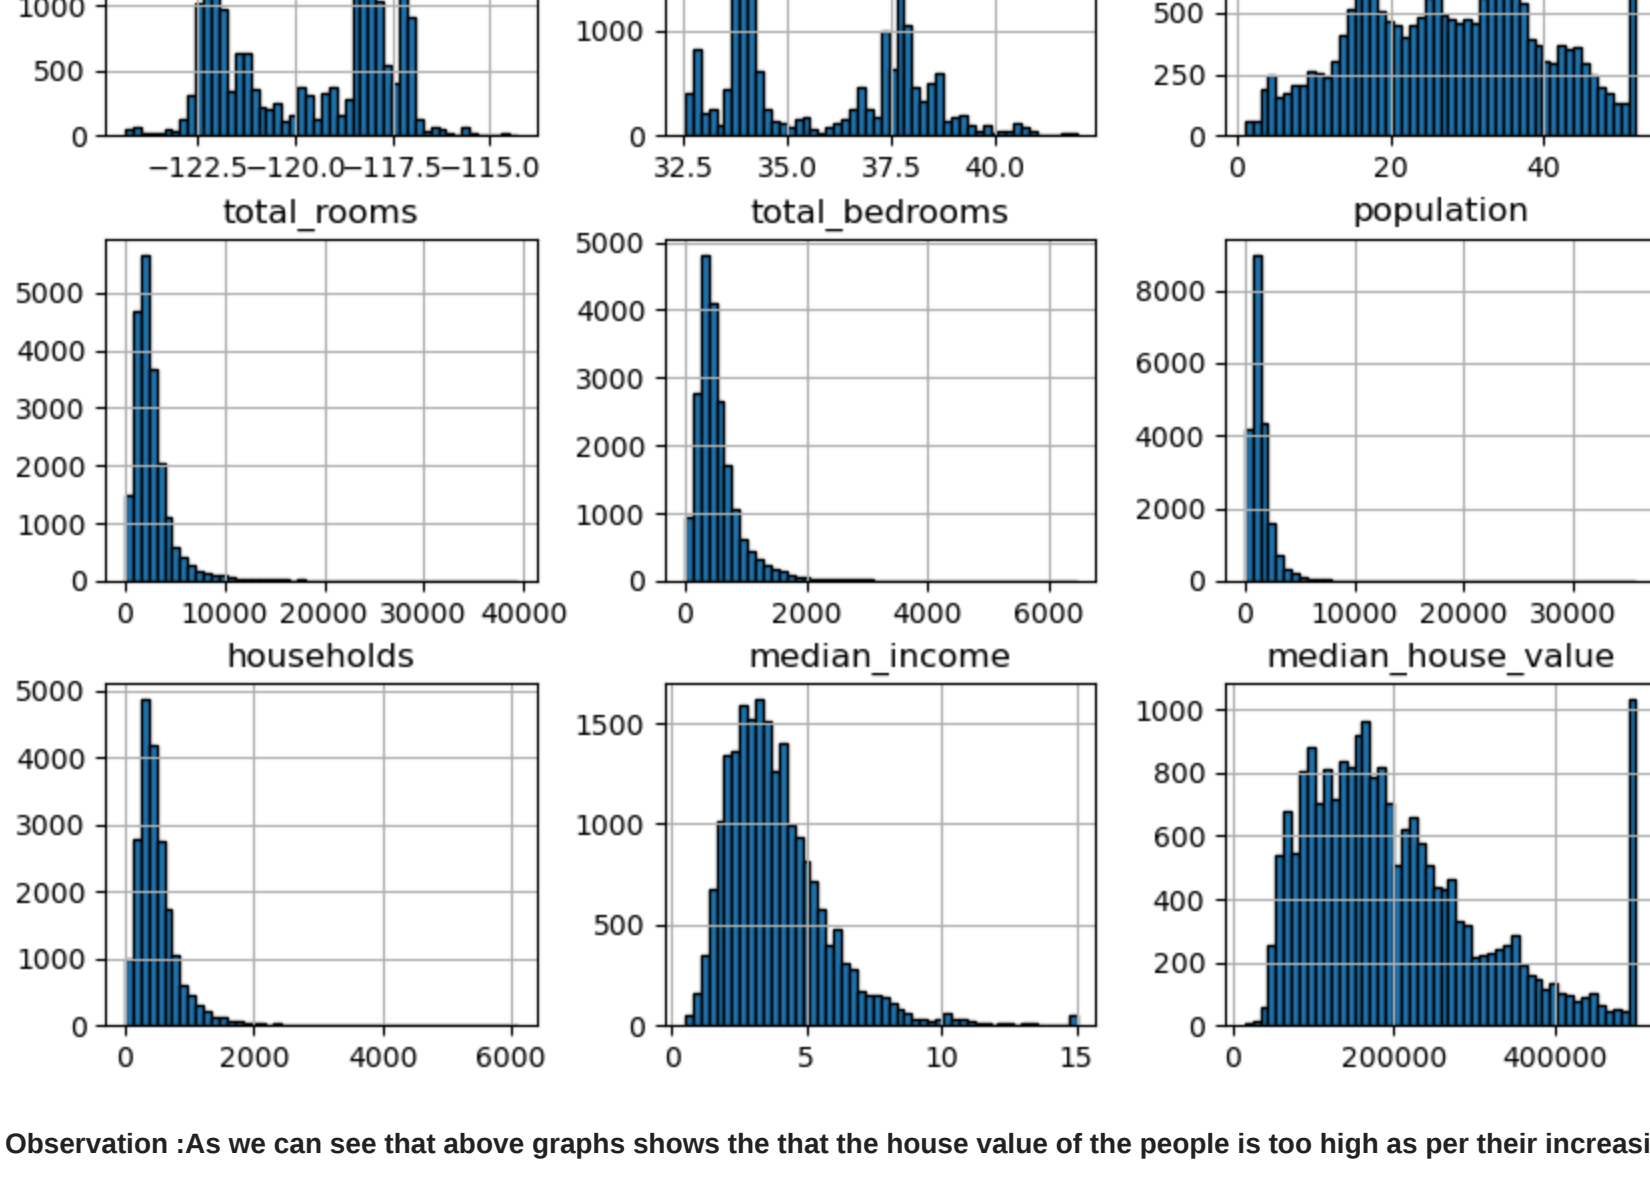 1000
500
0
−122.5 −120.0 −117.5 −115.0
1000
0
32.5 35.0 37.5 40.0
500
250
0
0 20 40
total_rooms
5000
4000
3000
2000
1000
0
0 10000 20000 30000 40000
total_bedrooms
5000
4000
3000
2000
1000
0
0 2000 4000 6000
population
8000
6000
4000
2000
0
0 10000 20000 30000
households
5000
4000
3000
2000
1000
0
0 2000 4000 6000
median_income
1500
1000
500
0
0 5 10 15
median_house_value
1000
800
600
400
200
0
0 200000 400000
Observation :As we can see that above graphs shows the that the house value of the people is too high as per their increasi